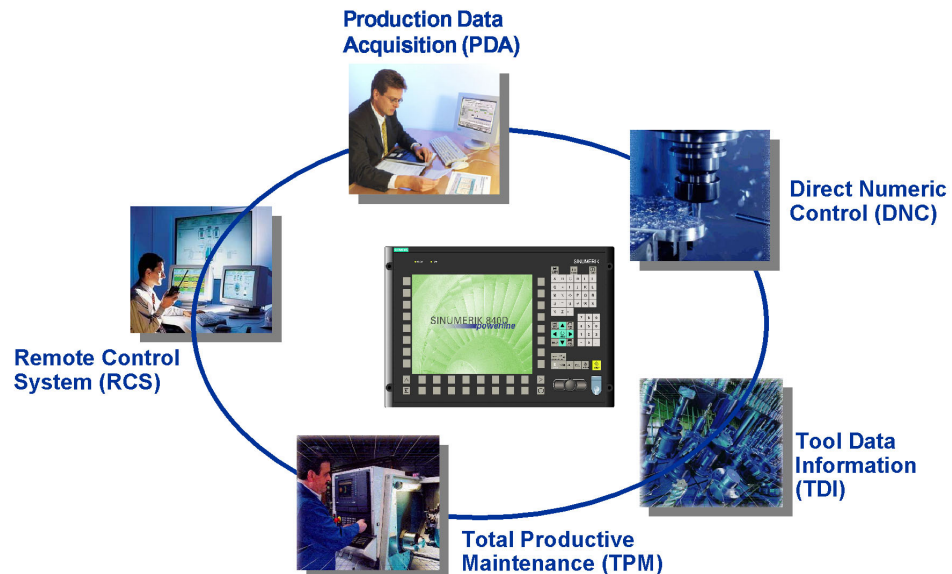 Production Data
Acquisition (PDA)
Direct Numeric
Control (DNC)
SIEMENS
SINUMERIK
SINUMERIK 840D
powerline
Remote Control
System (RCS)
Tool Data
Information
(TDI)
Total Productive
Maintenance (TPM)